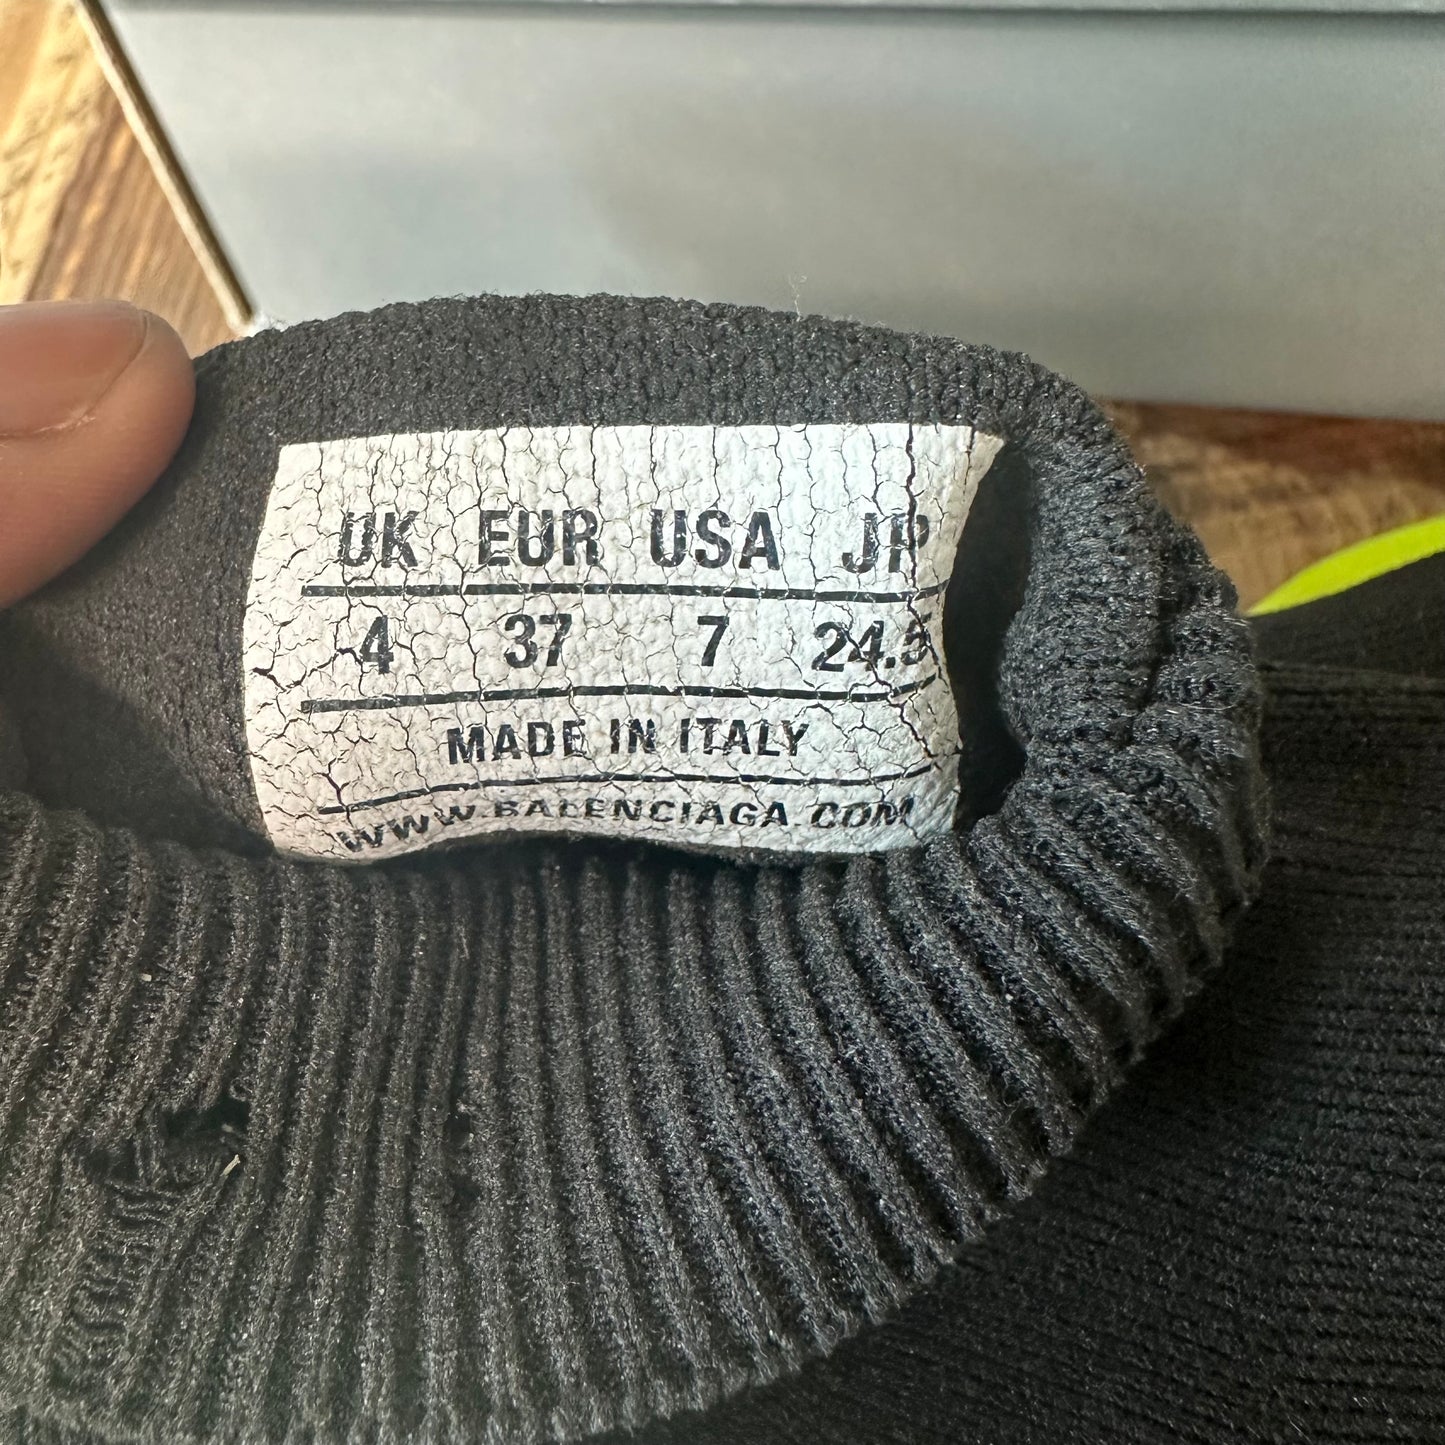 UK EUR USA JP
4 37 7 24.5
MADE IN ITALY
WWW.BALENCIAGA.COM